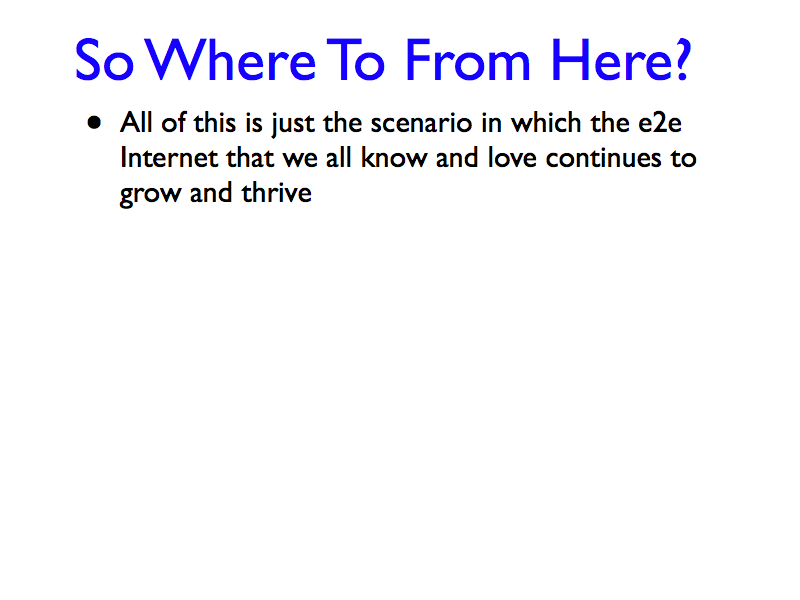 So Where To From Here?
• All of this is just the scenario in which the e2e
Internet that we all know and love continues to
grow and thrive